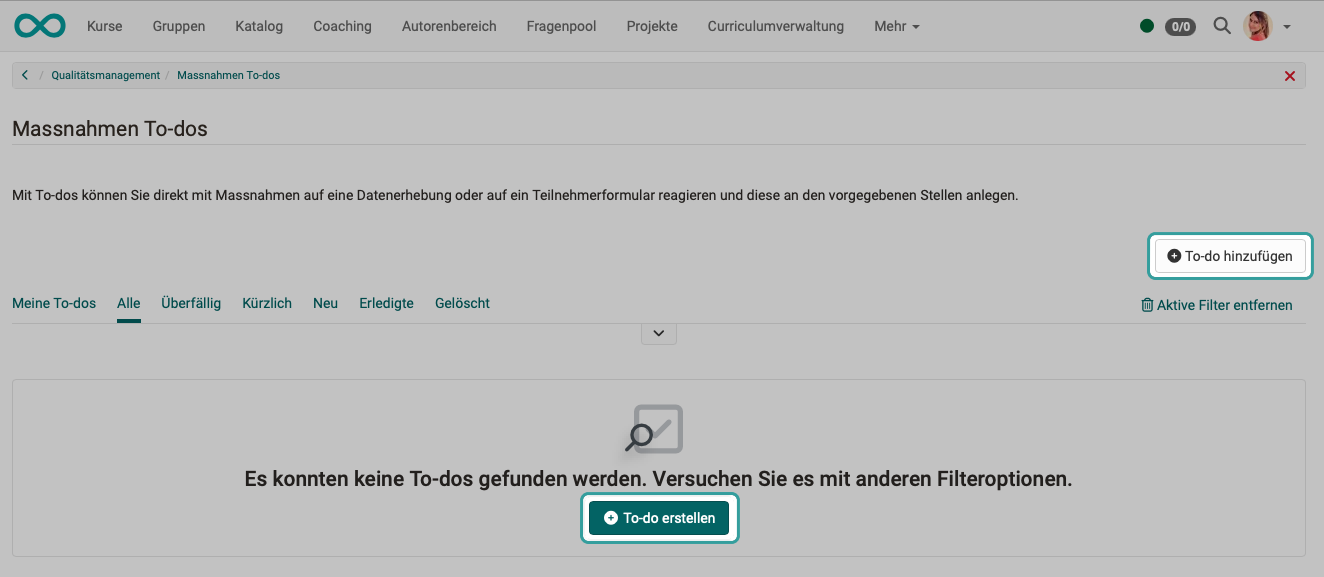 Kurse Gruppen Katalog Coaching Autorenbereich Fragenpool Projekte Curriculumverwaltung Mehr 0/0
/ Qualitätsmanagement / Massnahmen To-dos
Massnahmen To-dos
Mit To-dos können Sie direkt mit Massnahmen auf eine Datenerhebung oder auf ein Teilnehmerformular reagieren und diese an den vorgegebenen Stellen anlegen.
To-do hinzufügen
Meine To-dos Alle Überfällig Kürzlich Neu Erledigte Gelöscht Aktive Filter entfernen
Es konnten keine To-dos gefunden werden. Versuchen Sie es mit anderen Filteroptionen.
To-do erstellen